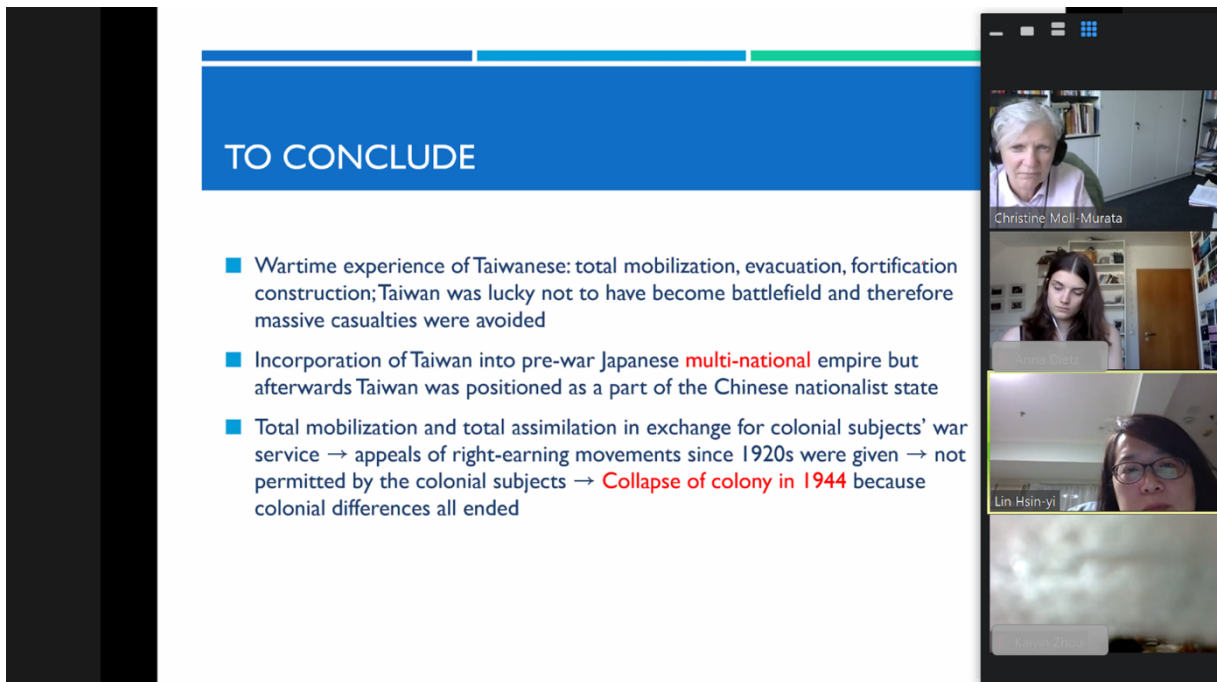 TO CONCLUDE
Wartime experience of Taiwanese: total mobilization, evacuation, fortification
construction; Taiwan was lucky not to have become battlefield and therefore
massive casualties were avoided
Incorporation of Taiwan into pre-war Japanese multi-national empire but
afterwards Taiwan was positioned as a part of the Chinese nationalist state
Total mobilization and total assimilation in exchange for colonial subjects' war
service → appeals of right-earning movements since 1920s were given → not
permitted by the colonial subjects → Collapse of colony in 1944 because
colonial differences all ended
Christine Moll-Murata
Anna Dietz
Lin Hsin-yi
Kaiyin Zhou